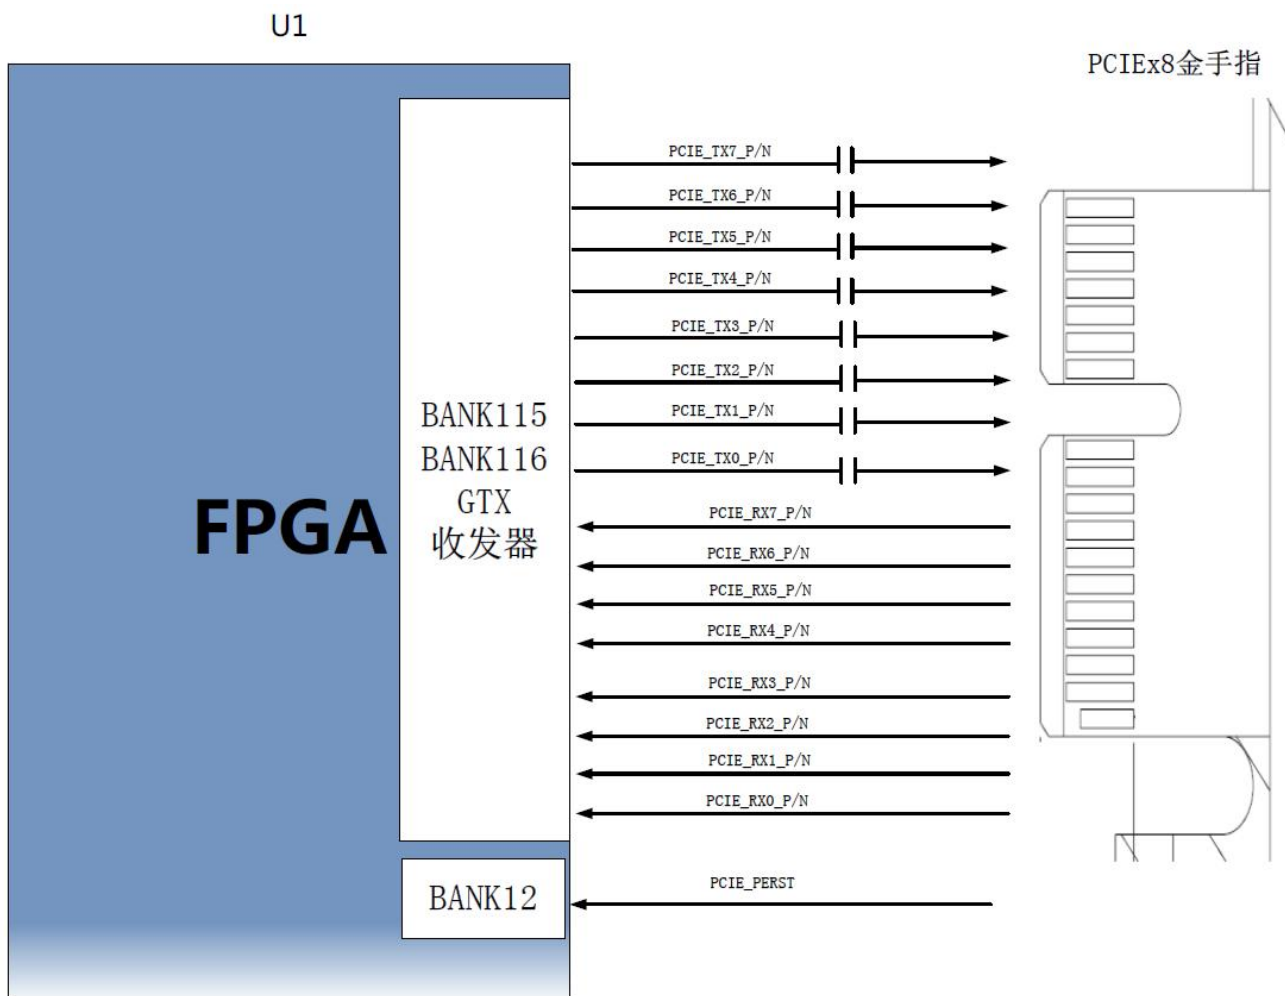 U1
PCIEx8金手指
PCIE_TX7_P/N
PCIE_TX6_P/N
PCIE_TX5_P/N
PCIE_TX4_P/N
PCIE_TX3_P/N
PCIE_TX2_P/N
PCIE_TX1_P/N
PCIE_TX0_P/N
BANK115
BANK116
GTX
收发器
FPGA
PCIE_RX7_P/N
PCIE_RX6_P/N
PCIE_RX5_P/N
PCIE_RX4_P/N
PCIE_RX3_P/N
PCIE_RX2_P/N
PCIE_RX1_P/N
PCIE_RX0_P/N
BANK12
PCIE_PERST